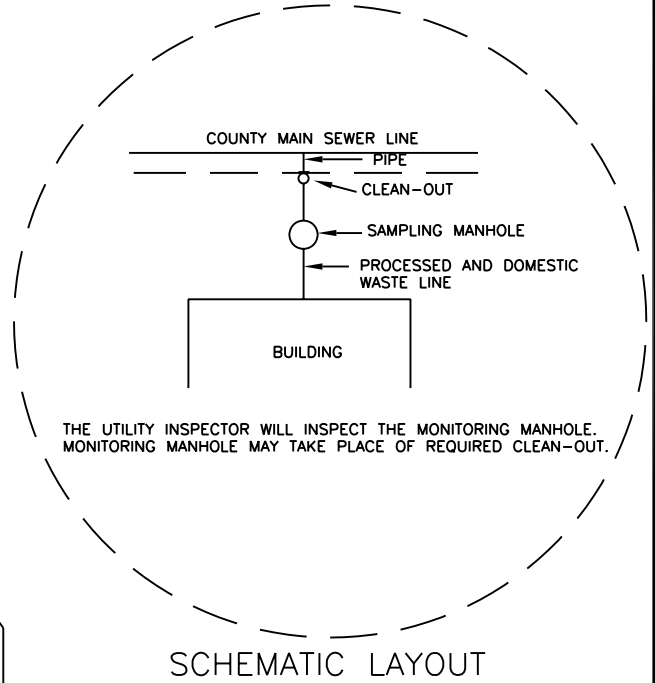 COUNTY MAIN SEWER LINE
PIPE
CLEAN-OUT
SAMPLING MANHOLE
PROCESSED AND DOMESTIC
WASTE LINE
BUILDING
THE UTILITY INSPECTOR WILL INSPECT THE MONITORING MANHOLE.
MONITORING MANHOLE MAY TAKE PLACE OF REQUIRED CLEAN-OUT.
SCHEMATIC LAYOUT